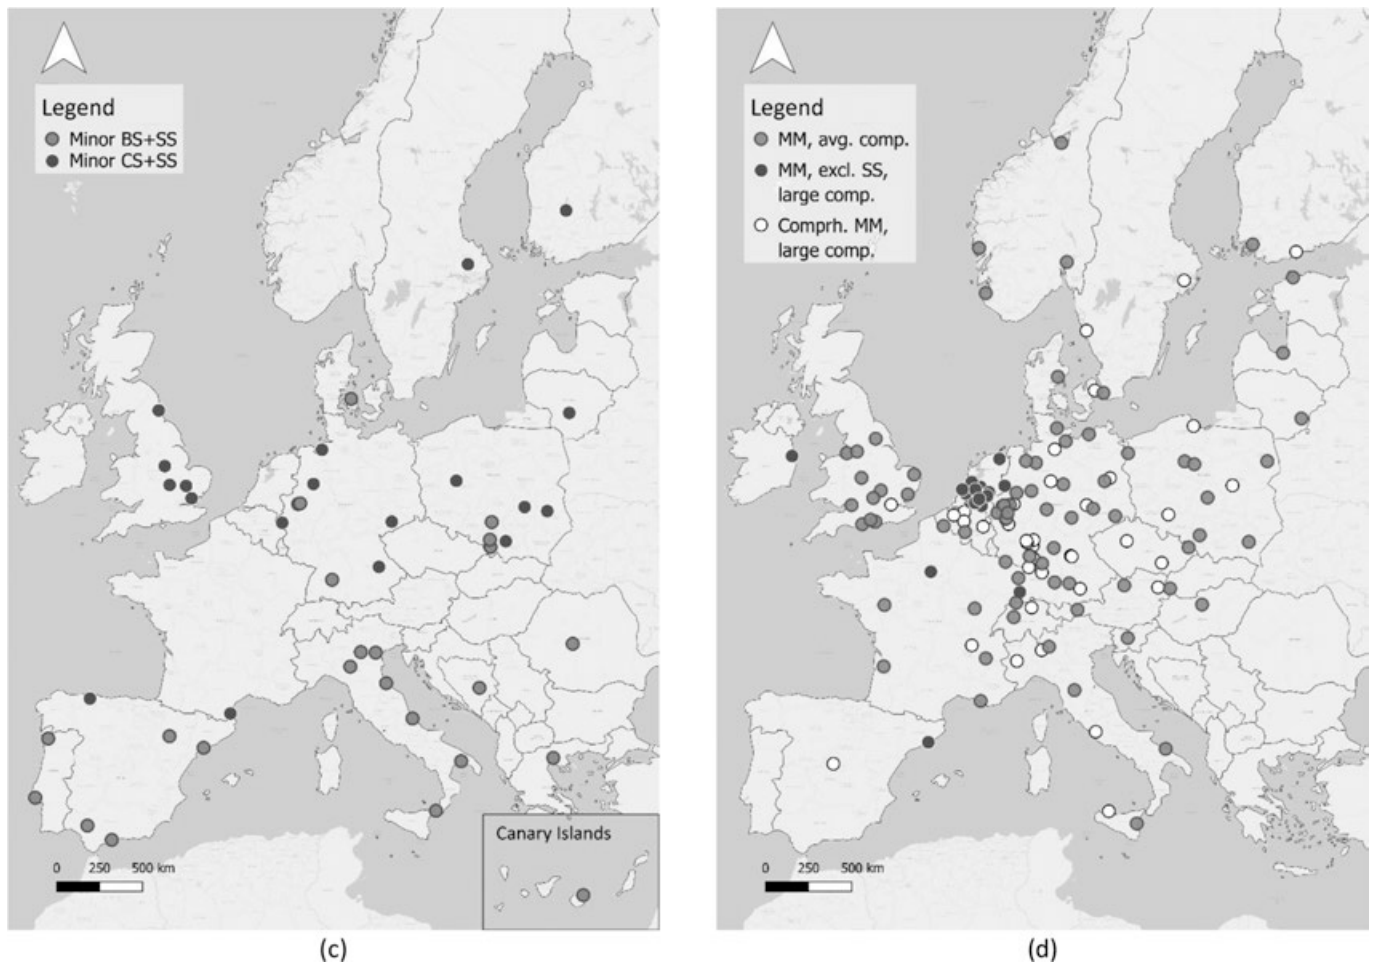 Legend
Minor BS+SS
Minor CS+SS
Canary Islands
0 250 500 km
(c)
Legend
MM, avg. comp.
MM, excl. SS,
large comp.
Comprh. MM,
large comp.
0 250 500 km
(d)